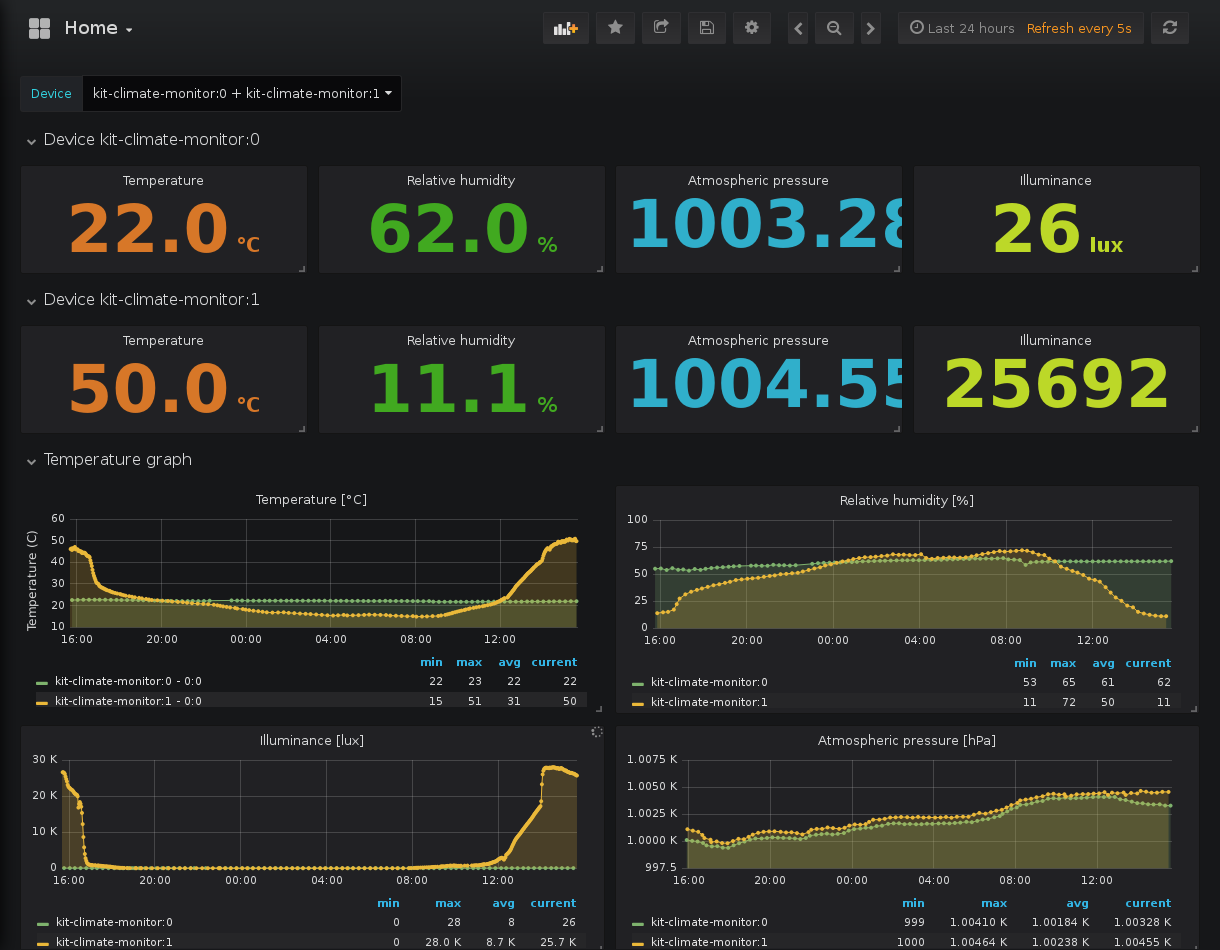 Home
Last 24 hours Refresh every 5s
Device kit-climate-monitor:0 + kit-climate-monitor:1
Device kit-climate-monitor:0
Temperature Relative humidity Atmospheric pressure Illuminance
22.0 °C 62.0 % 1003.28 26 lux
Device kit-climate-monitor:1
Temperature Relative humidity Atmospheric pressure Illuminance
50.0 °C 11.1 % 1004.55 25692
Temperature graph
Temperature [°C]
Temperature (C)
60
50
40
30
20
10
16:00 20:00 00:00 04:00 08:00 12:00
min max avg current
kit-climate-monitor:0 - 0:0 22 23 22 22
kit-climate-monitor:1 - 0:0 15 51 31 50
Relative humidity [%]
100
75
50
25
0
16:00 20:00 00:00 04:00 08:00 12:00
min max avg current
kit-climate-monitor:0 53 65 61 62
kit-climate-monitor:1 11 72 50 11
Illuminance [lux]
30 K
20 K
10 K
0
16:00 20:00 00:00 04:00 08:00 12:00
min max avg current
kit-climate-monitor:0 0 28 8 26
kit-climate-monitor:1 0 28.0 K 8.7 K 25.7 K
Atmospheric pressure [hPa]
1.0075 K
1.0050 K
1.0025 K
1.0000 K
997.5
16:00 20:00 00:00 04:00 08:00 12:00
min max avg current
kit-climate-monitor:0 999 1.00410 K 1.00184 K 1.00328 K
kit-climate-monitor:1 1000 1.00464 K 1.00238 K 1.00455 K